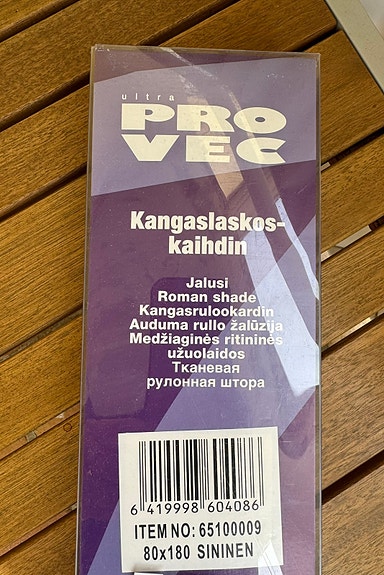 ultra
PRO
VEC
Kangaslaskos-
kaihdin
Jalusi
Roman shade
Kangasrulookardin
Auduma rullo žalūzija
Medžiaginės ritininės
užuolaidos
Тканевая
рулонная штора
6 419998 604086
ITEM NO: 65100009
80x180 SININEN